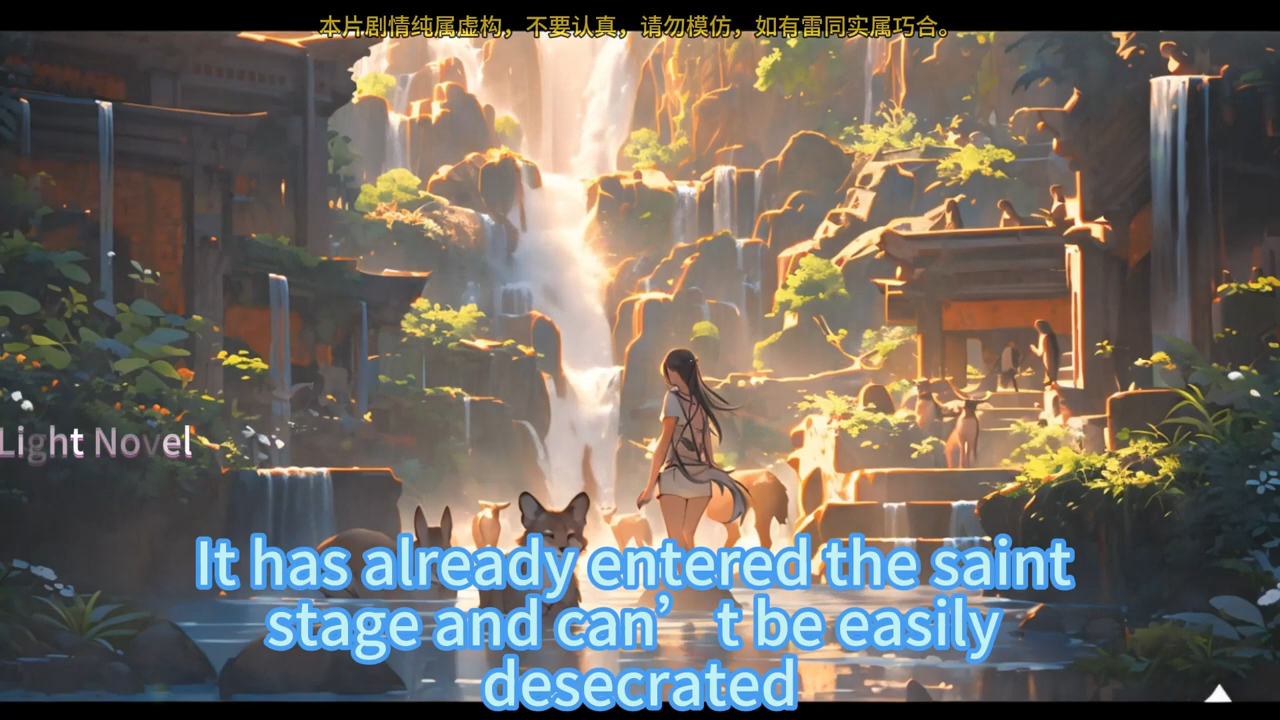 本片剧情纯属虚构，不要认真，请勿模仿，如有雷同实属巧合。
Light Novel
It has already entered the saint
stage and can’t be easily
desecrated